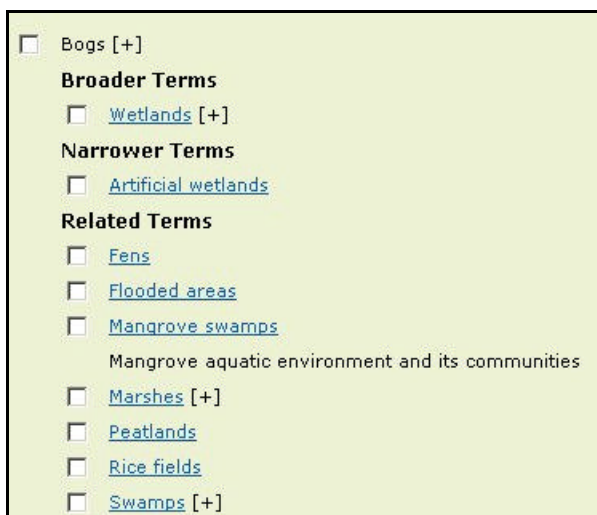 Bogs [+]
Broader Terms
Wetlands [+]
Narrower Terms
Artificial wetlands
Related Terms
Fens
Flooded areas
Mangrove swamps
Mangrove aquatic environment and its communities
Marshes [+]
Peatlands
Rice fields
Swamps [+]